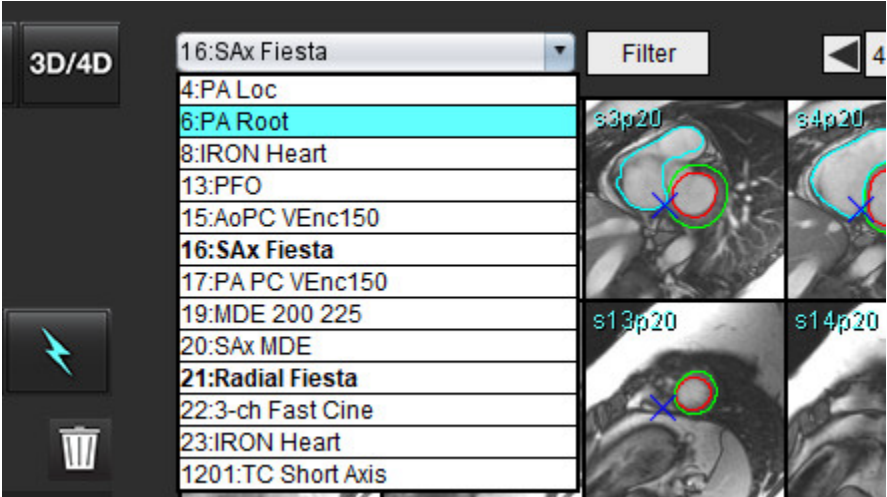 3D/4D
16:SAx Fiesta
Filter
4
4:PA Loc
6:PA Root
8:IRON Heart
13:PFO
15:AoPC VEnc150
16:SAx Fiesta
17:PA PC VEnc150
19:MDE 200 225
20:SAx MDE
21:Radial Fiesta
22:3-ch Fast Cine
23:IRON Heart
1201:TC Short Axis
s3p20
s4p20
s13p20
s14p20